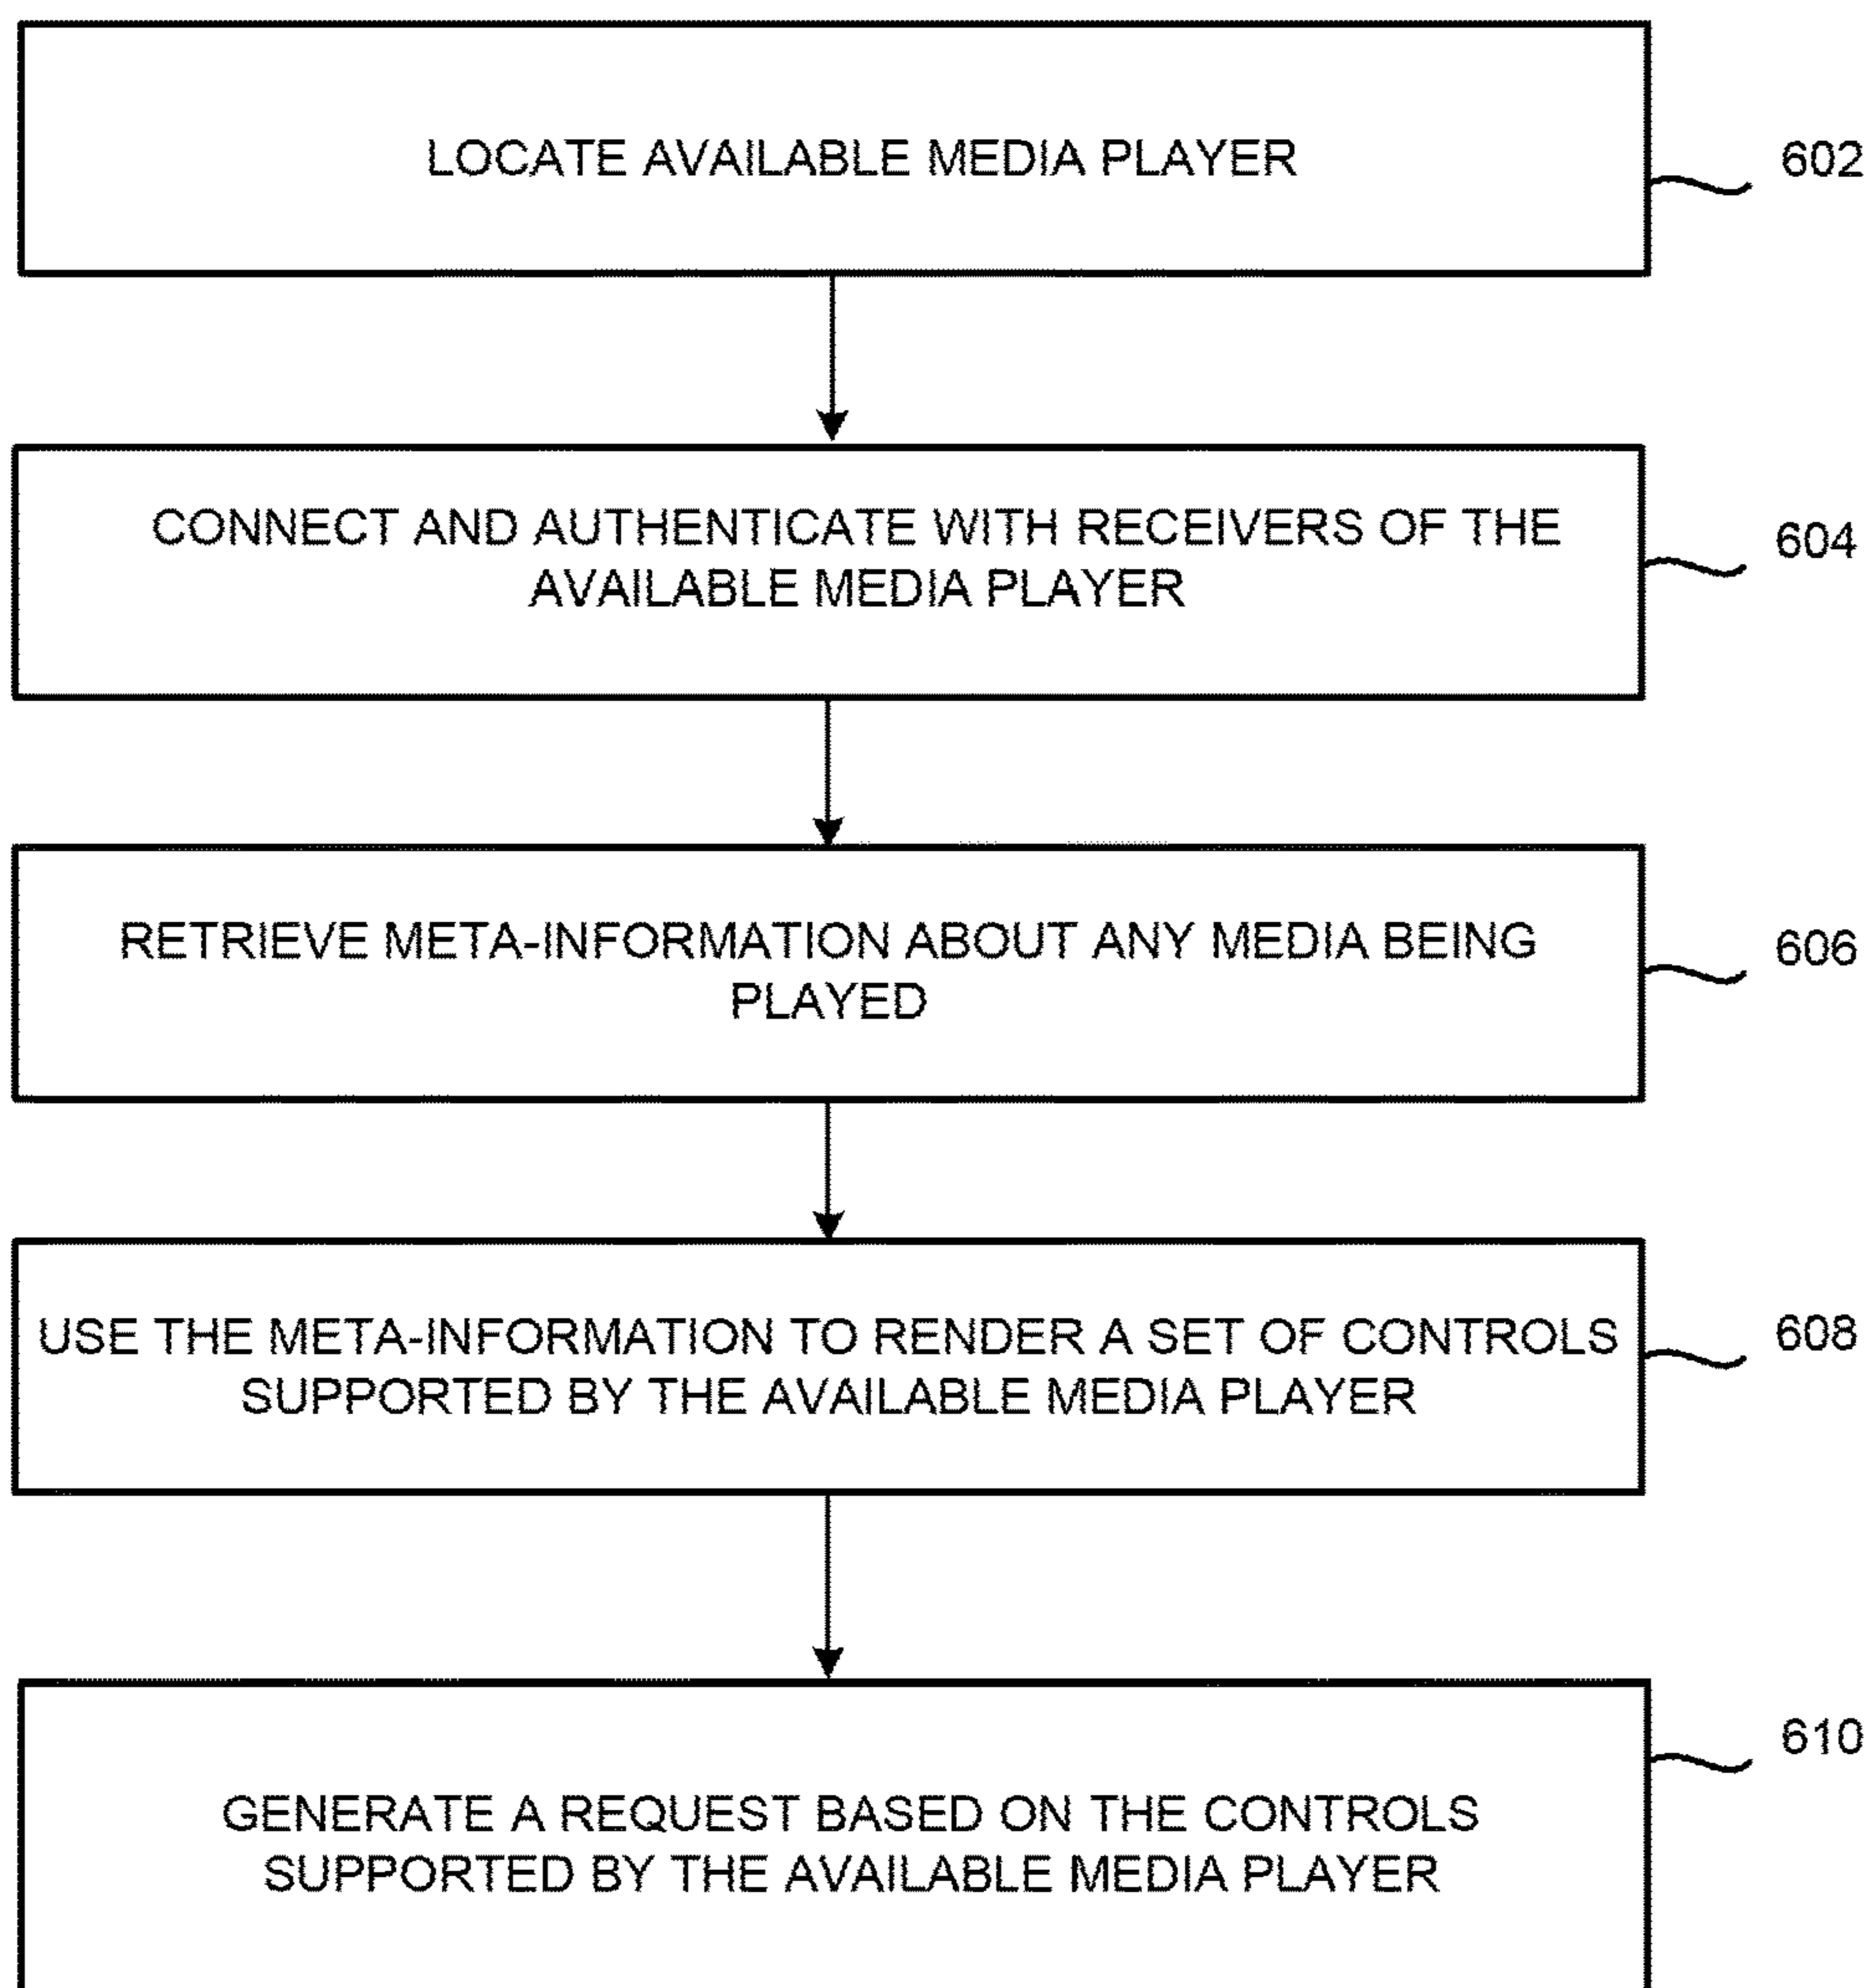 LOCATE AVAILABLE MEDIA PLAYER
602
CONNECT AND AUTHENTICATE WITH RECEIVERS OF THE
AVAILABLE MEDIA PLAYER
604
RETRIEVE META-INFORMATION ABOUT ANY MEDIA BEING
PLAYED
606
USE THE META-INFORMATION TO RENDER A SET OF CONTROLS
SUPPORTED BY THE AVAILABLE MEDIA PLAYER
608
GENERATE A REQUEST BASED ON THE CONTROLS
SUPPORTED BY THE AVAILABLE MEDIA PLAYER
610